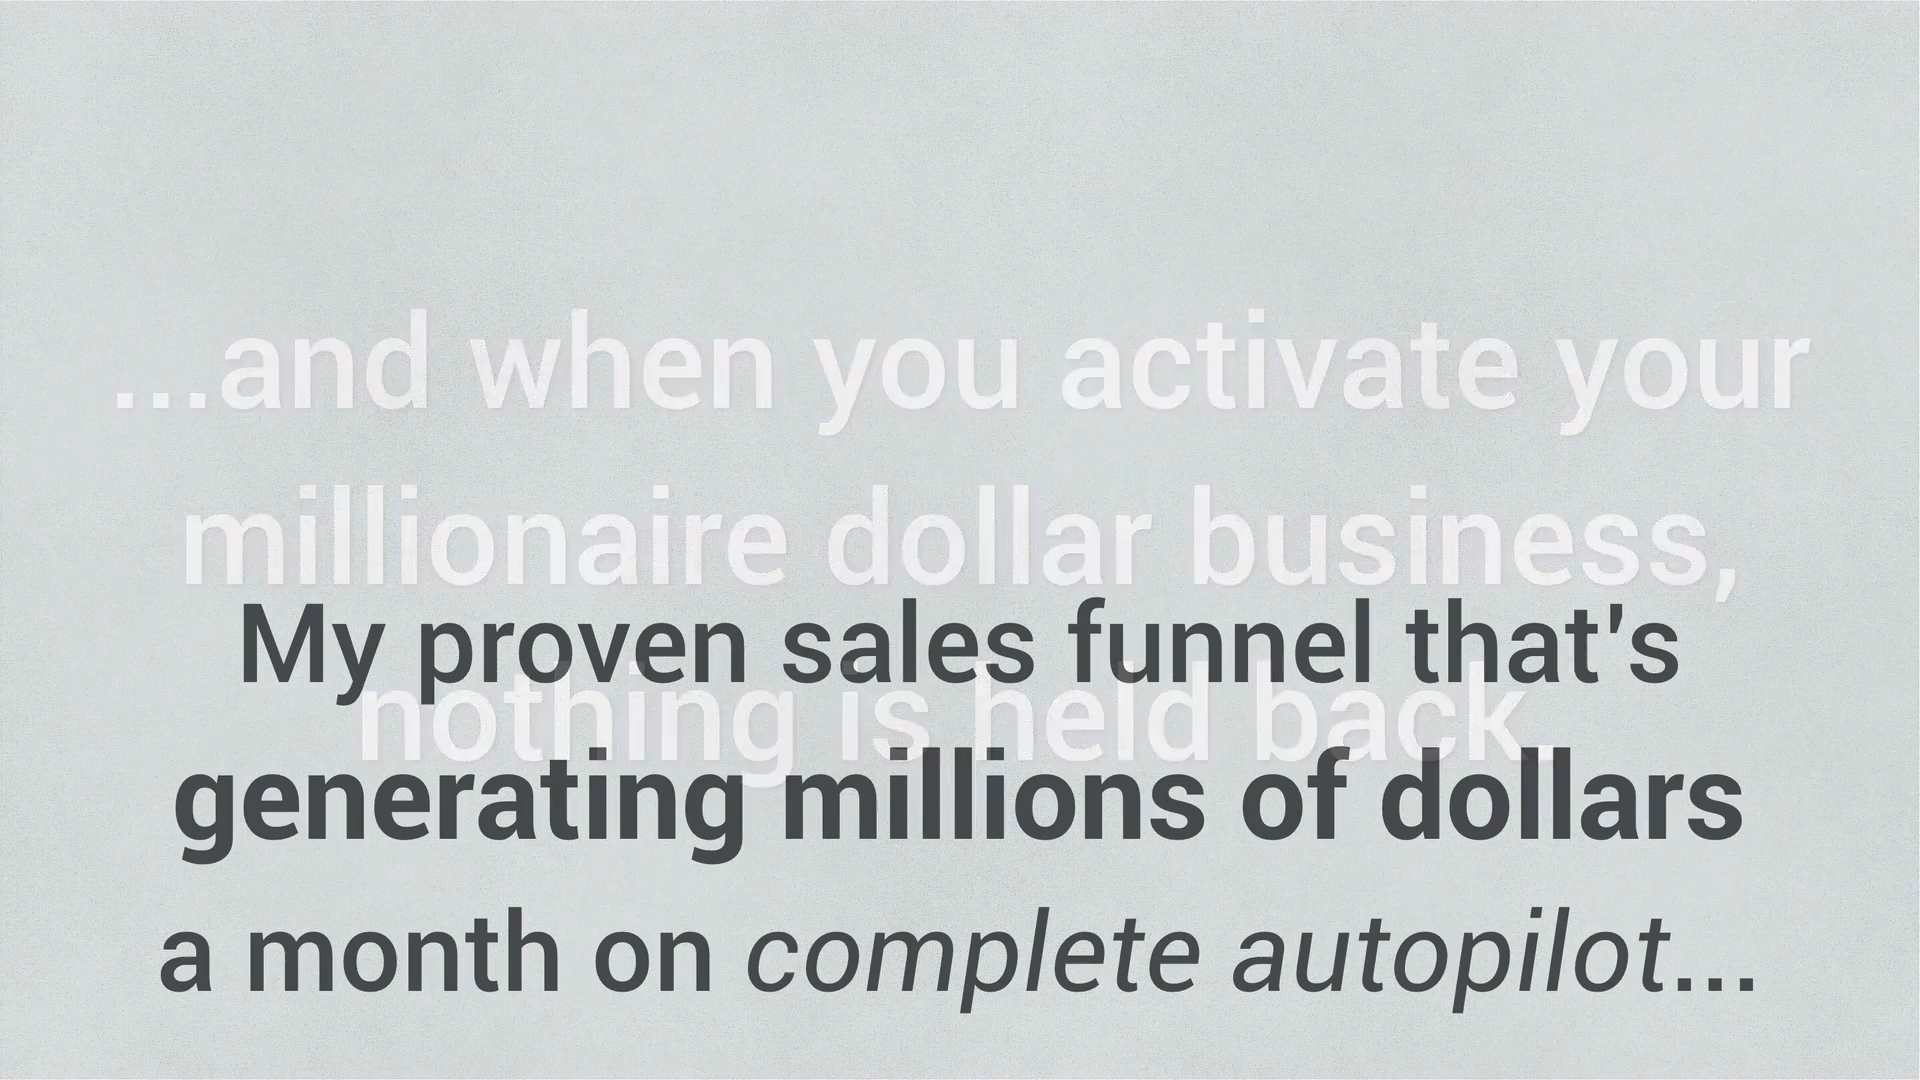 ...and when you activate your
millionaire dollar business,
nothing is held back.
My proven sales funnel that's
generating millions of dollars
a month on complete autopilot...